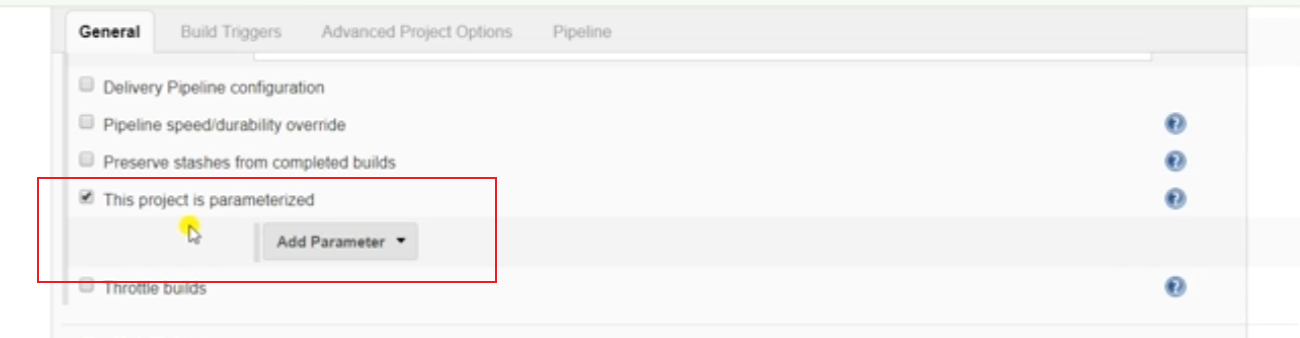 General Build Triggers Advanced Project Options Pipeline
Delivery Pipeline configuration
Pipeline speed/durability override
?
Preserve stashes from completed builds
?
This project is parameterized
?
Add Parameter
Throttle builds
?